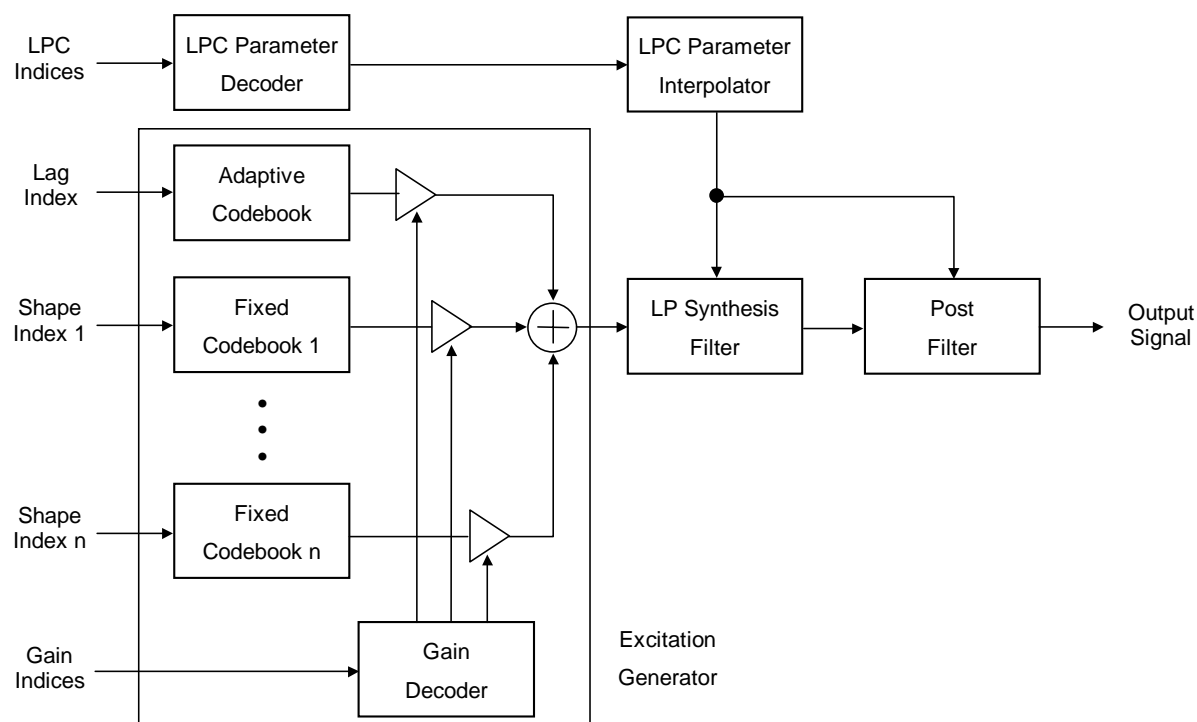 LPC
Indices
LPC Parameter
Decoder
LPC Parameter
Interpolator
Lag
Index
Adaptive
Codebook
Shape
Index 1
Fixed
Codebook 1
LP Synthesis
Filter
Post
Filter
Output
Signal
Shape
Index n
Fixed
Codebook n
Gain
Indices
Gain
Decoder
Excitation
Generator